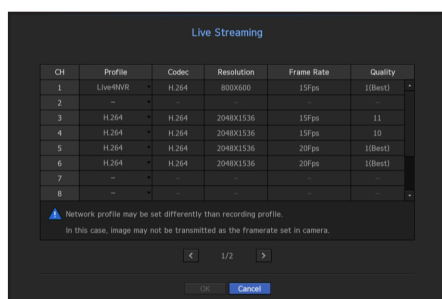 Live Streaming
CH Profile Codec Resolution Frame Rate Quality
1 Live4NVR H.264 800X600 15Fps 1(Best)
2 -- -- -- -- --
3 H.264 H.264 2048X1536 15Fps 11
4 H.264 H.264 2048X1536 15Fps 10
5 H.264 H.264 2048X1536 20Fps 1(Best)
6 H.264 H.264 2048X1536 20Fps 1(Best)
7 -- -- -- -- --
8 -- -- -- -- --
Network profile may be set differently than recording profile.
In this case, image may not be transmitted as the framerate set in camera.
< 1/2 >
OK Cancel